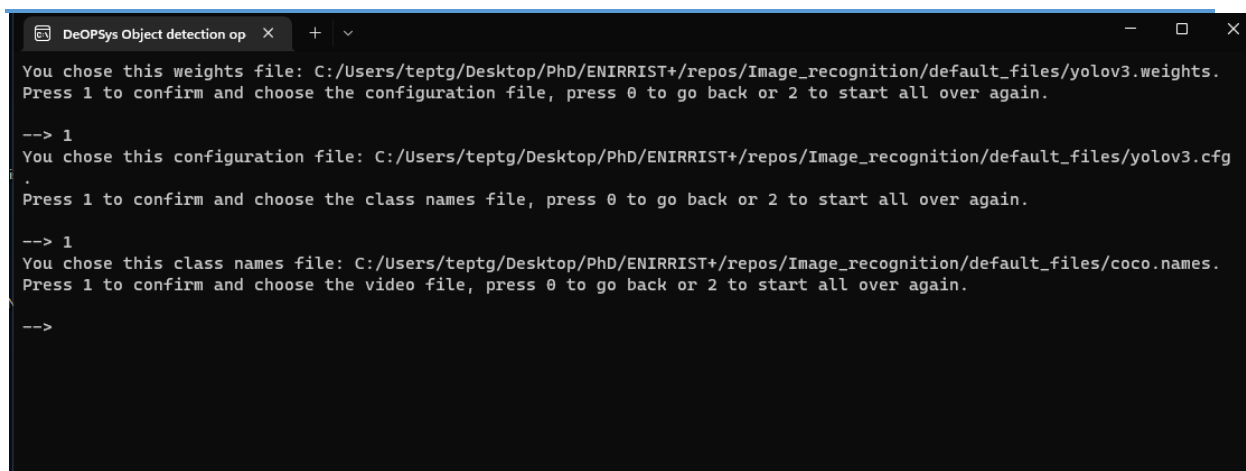 DeOPSys Object detection op
You chose this weights file: C:/Users/teptg/Desktop/PhD/ENIRRIST+/repos/Image_recognition/default_files/yolov3.weights.
Press 1 to confirm and choose the configuration file, press 0 to go back or 2 to start all over again.
--> 1
You chose this configuration file: C:/Users/teptg/Desktop/PhD/ENIRRIST+/repos/Image_recognition/default_files/yolov3.cfg
.
Press 1 to confirm and choose the class names file, press 0 to go back or 2 to start all over again.
--> 1
You chose this class names file: C:/Users/teptg/Desktop/PhD/ENIRRIST+/repos/Image_recognition/default_files/coco.names.
Press 1 to confirm and choose the video file, press 0 to go back or 2 to start all over again.
-->